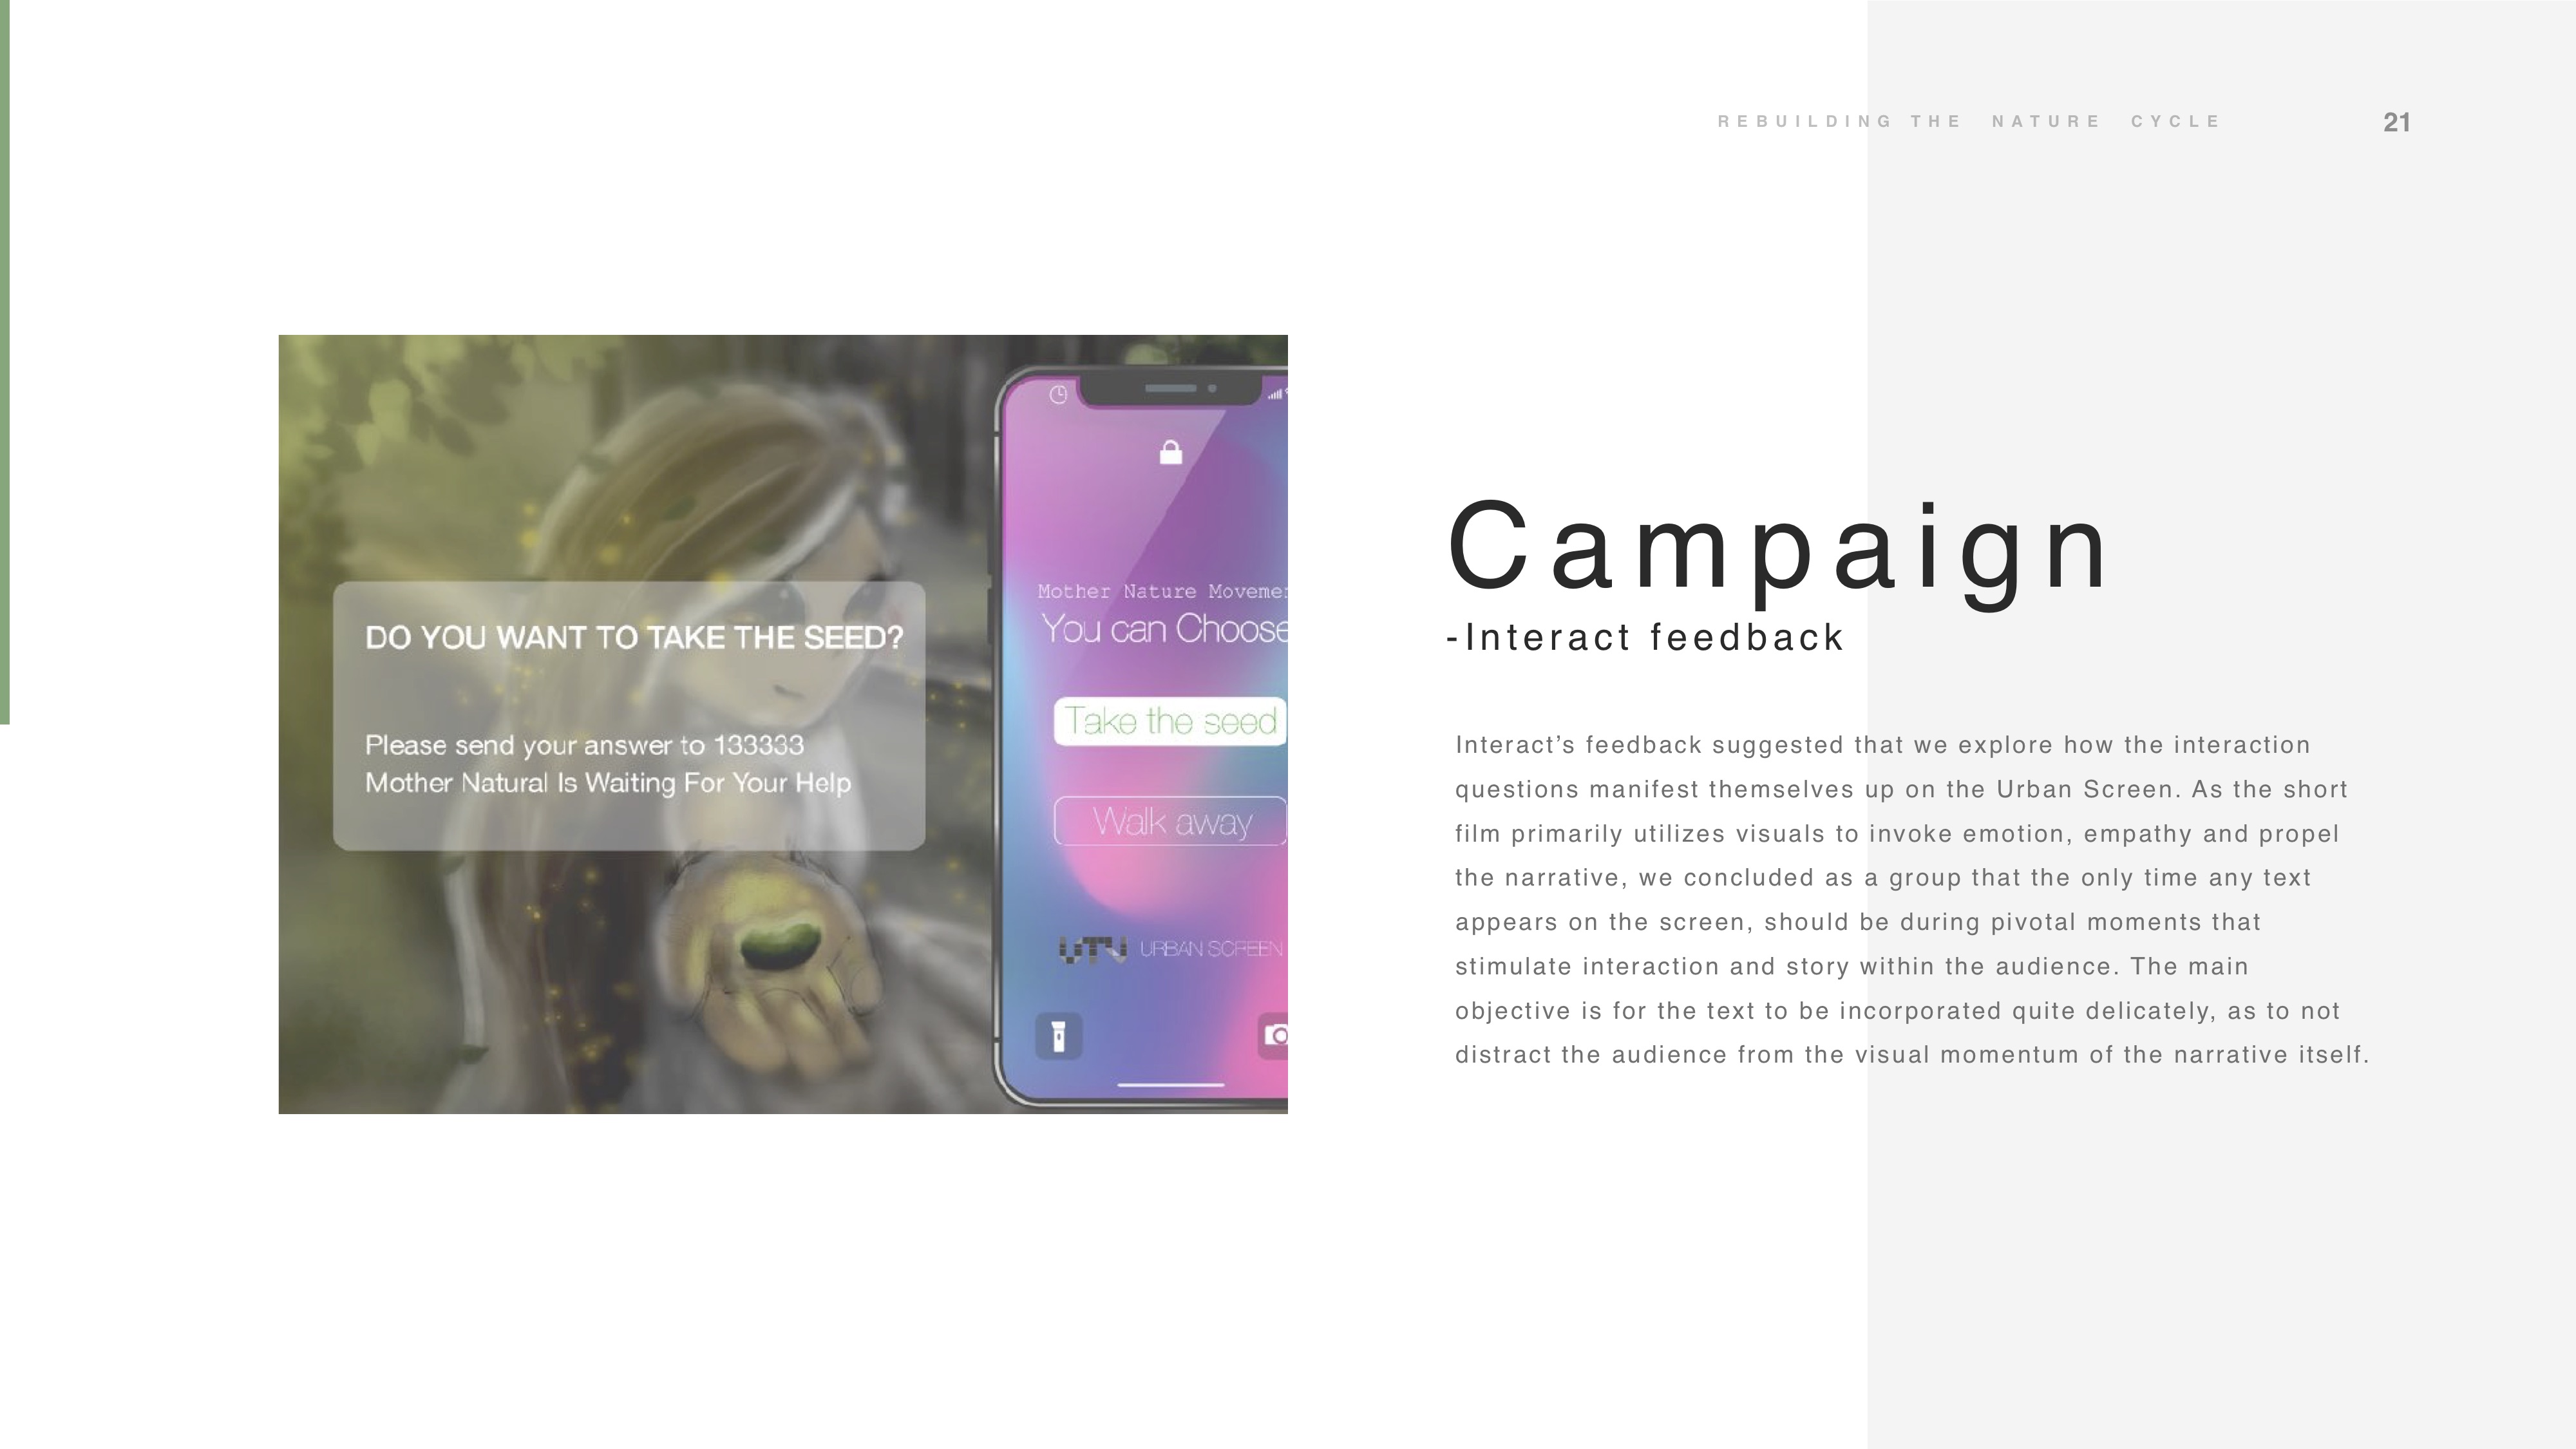 REBUILDING THE NATURE CYCLE
21
DO YOU WANT TO TAKE THE SEED?
Please send your answer to 133333
Mother Natural Is Waiting For Your Help
Mother Nature
You can Choose
Take the seed
Walk away
UTV URBAN SCREEN
Campaign
-Interact feedback
Interact’s feedback suggested that we explore how the interaction
questions manifest themselves up on the Urban Screen. As the short
film primarily utilizes visuals to invoke emotion, empathy and propel
the narrative, we concluded as a group that the only time any text
appears on the screen, should be during pivotal moments that
stimulate interaction and story within the audience. The main
objective is for the text to be incorporated quite delicately, as to not
distract the audience from the visual momentum of the narrative itself.